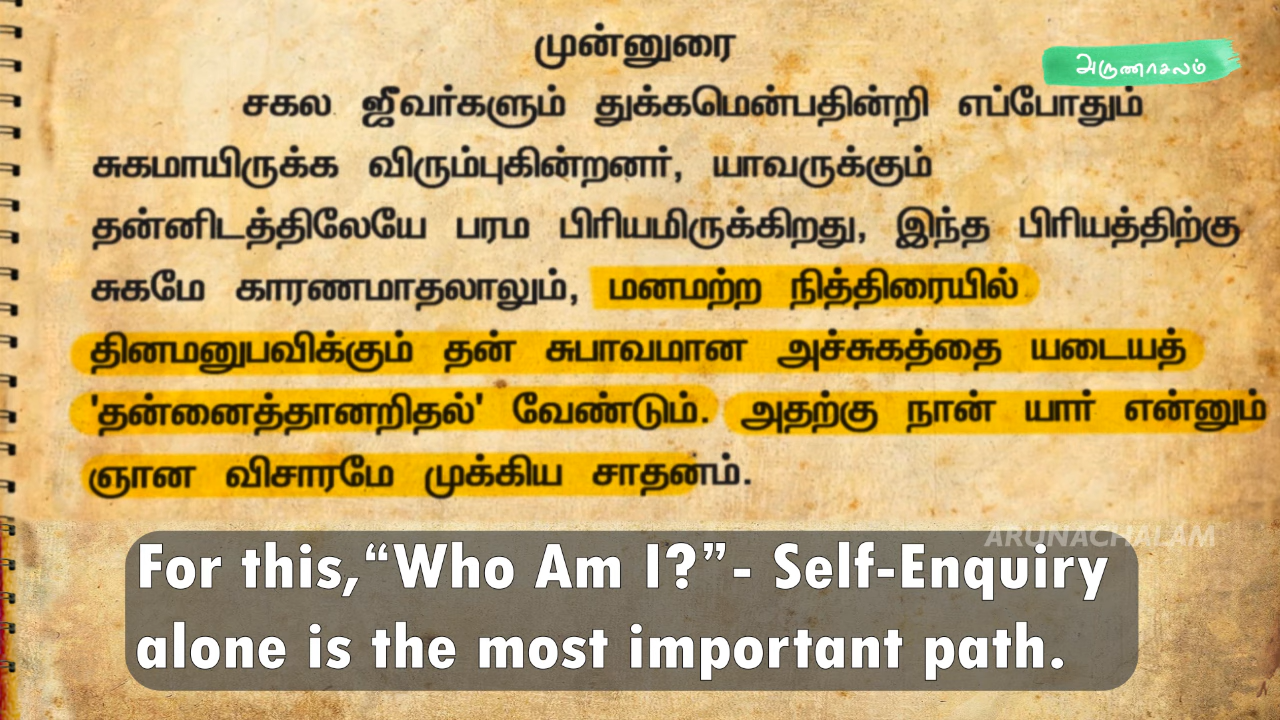 முன்னுரை
அருணாசலம்
சகல ஜீவர்களும் துக்கமென்பதின்றி எப்போதும்
சுகமாயிருக்க விரும்புகின்றனர், யாவருக்கும்
தன்னிடத்திலேயே பரம பிரியமிருக்கிறது, இந்த பிரியத்திற்கு
சுகமே காரணமாதலாலும், மனமற்ற நித்திரையில்
தினமனுபவிக்கும் தன் சுபாவமான அச்சுகத்தை யடையத்
'தன்னைத்தானறிதல்' வேண்டும். அதற்கு நான் யார் என்னும்
ஞான விசாரமே முக்கிய சாதனம்.
ARUNACHALAM
For this,“Who Am I?”- Self-Enquiry
alone is the most important path.